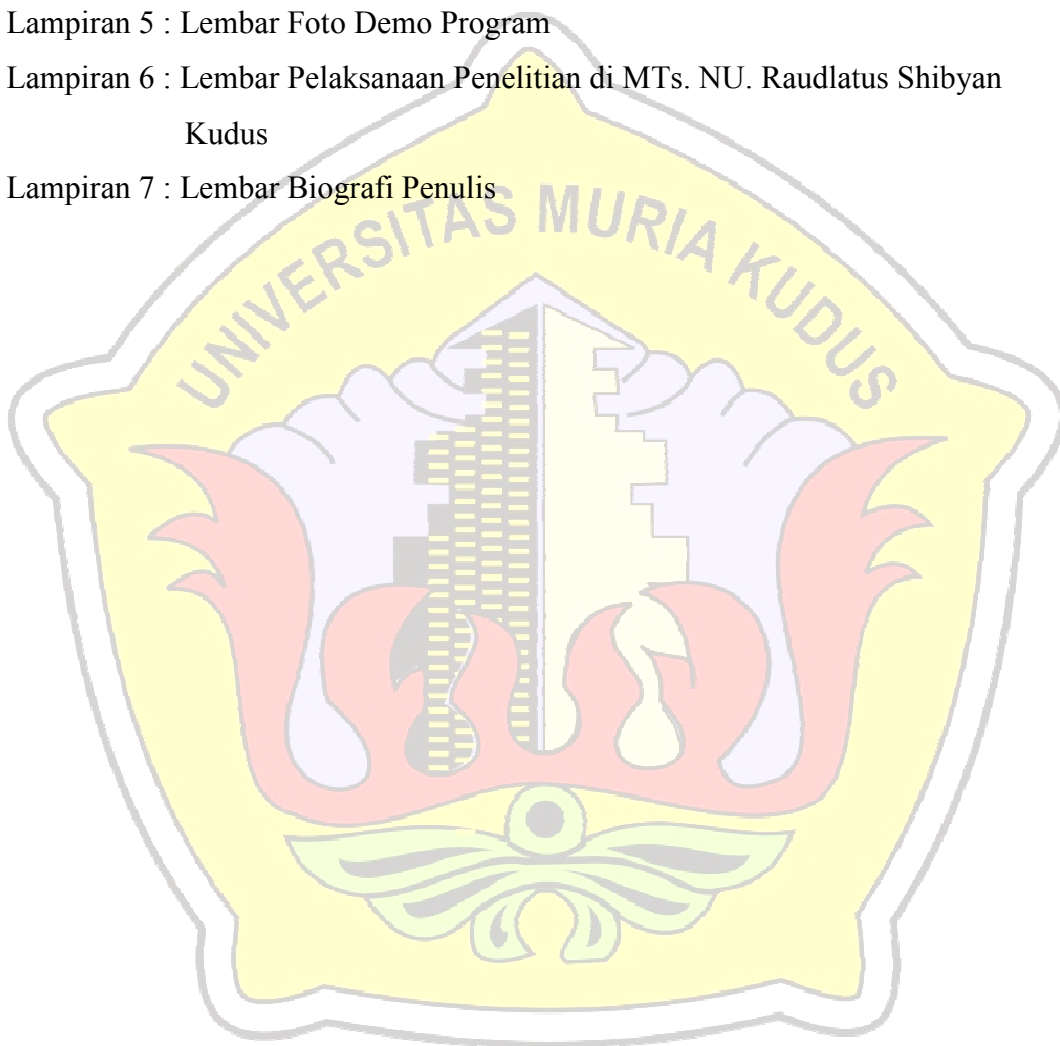 Lampiran 5 : Lembar Foto Demo Program
Lampiran 6 : Lembar Pelaksanaan Penelitian di MTs. NU. Raudlatus Shibyan
Kudus
Lampiran 7 : Lembar Biografi Penulis
UNIVERSITAS MURIA KUDUS